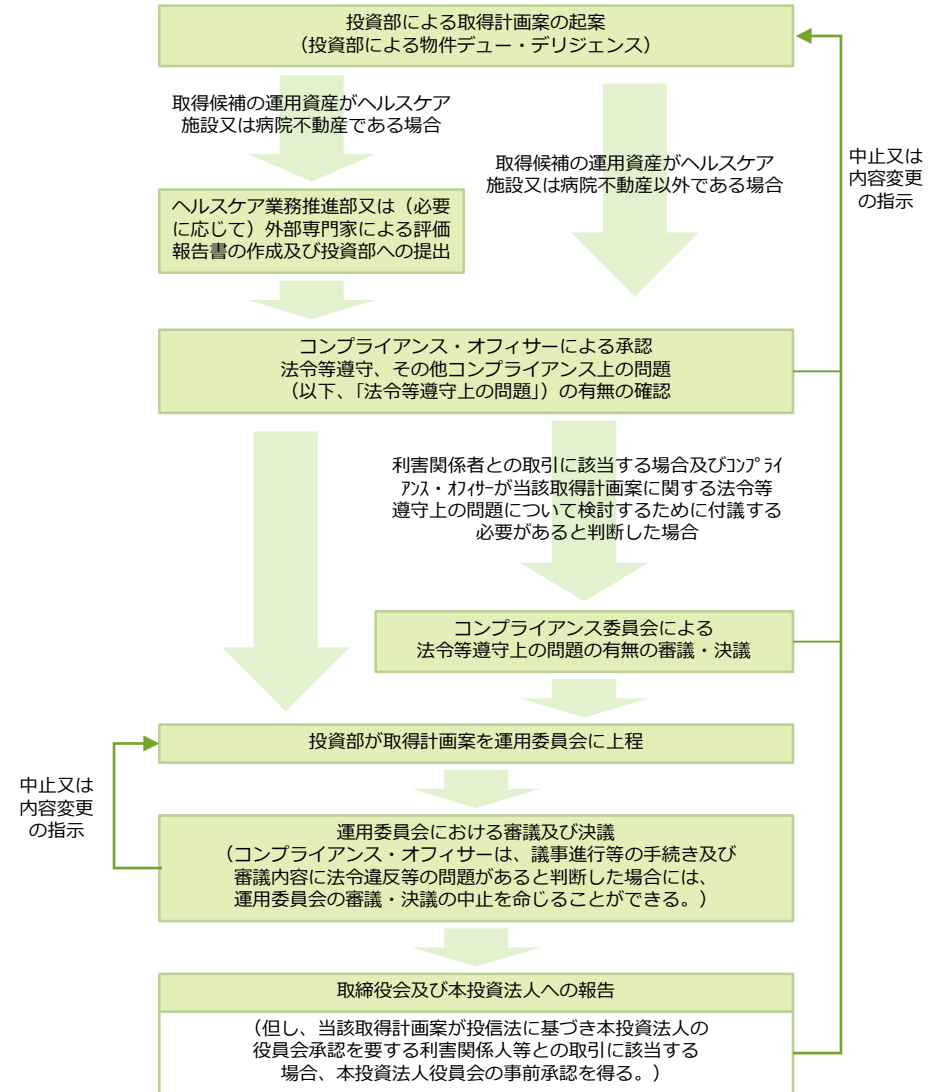 投資部による取得計画案の起案
（投資部による物件デュー・デリジェンス）
取得候補の運用資産がヘルスケア
施設又は病院不動産である場合
取得候補の運用資産がヘルスケア
施設又は病院不動産以外である場合
中止又は
内容変更
の指示
ヘルスケア業務推進部又は（必要
に応じて）外部専門家による評価
報告書の作成及び投資部への提出
コンプライアンス・オフィサーによる承認
法令等遵守、その他コンプライアンス上の問題
（以下、「法令等遵守上の問題」）の有無の確認
利害関係者との取引に該当する場合及びｺﾝﾌﾟﾗｲ
ｱﾝｽ・ｵﾌｨｻｰが当該取得計画案に関する法令等
遵守上の問題について検討するために付議する
必要があると判断した場合
コンプライアンス委員会による
法令等遵守上の問題の有無の審議・決議
投資部が取得計画案を運用委員会に上程
中止又は
内容変更
の指示
運用委員会における審議及び決議
（コンプライアンス・オフィサーは、議事進行等の手続き及び
審議内容に法令違反等の問題があると判断した場合には、
運用委員会の審議・決議の中止を命じることができる。）
取締役会及び本投資法人への報告
（但し、当該取得計画案が投信法に基づき本投資法人の
役員会承認を要する利害関係人等との取引に該当する
場合、本投資法人役員会の事前承認を得る。）